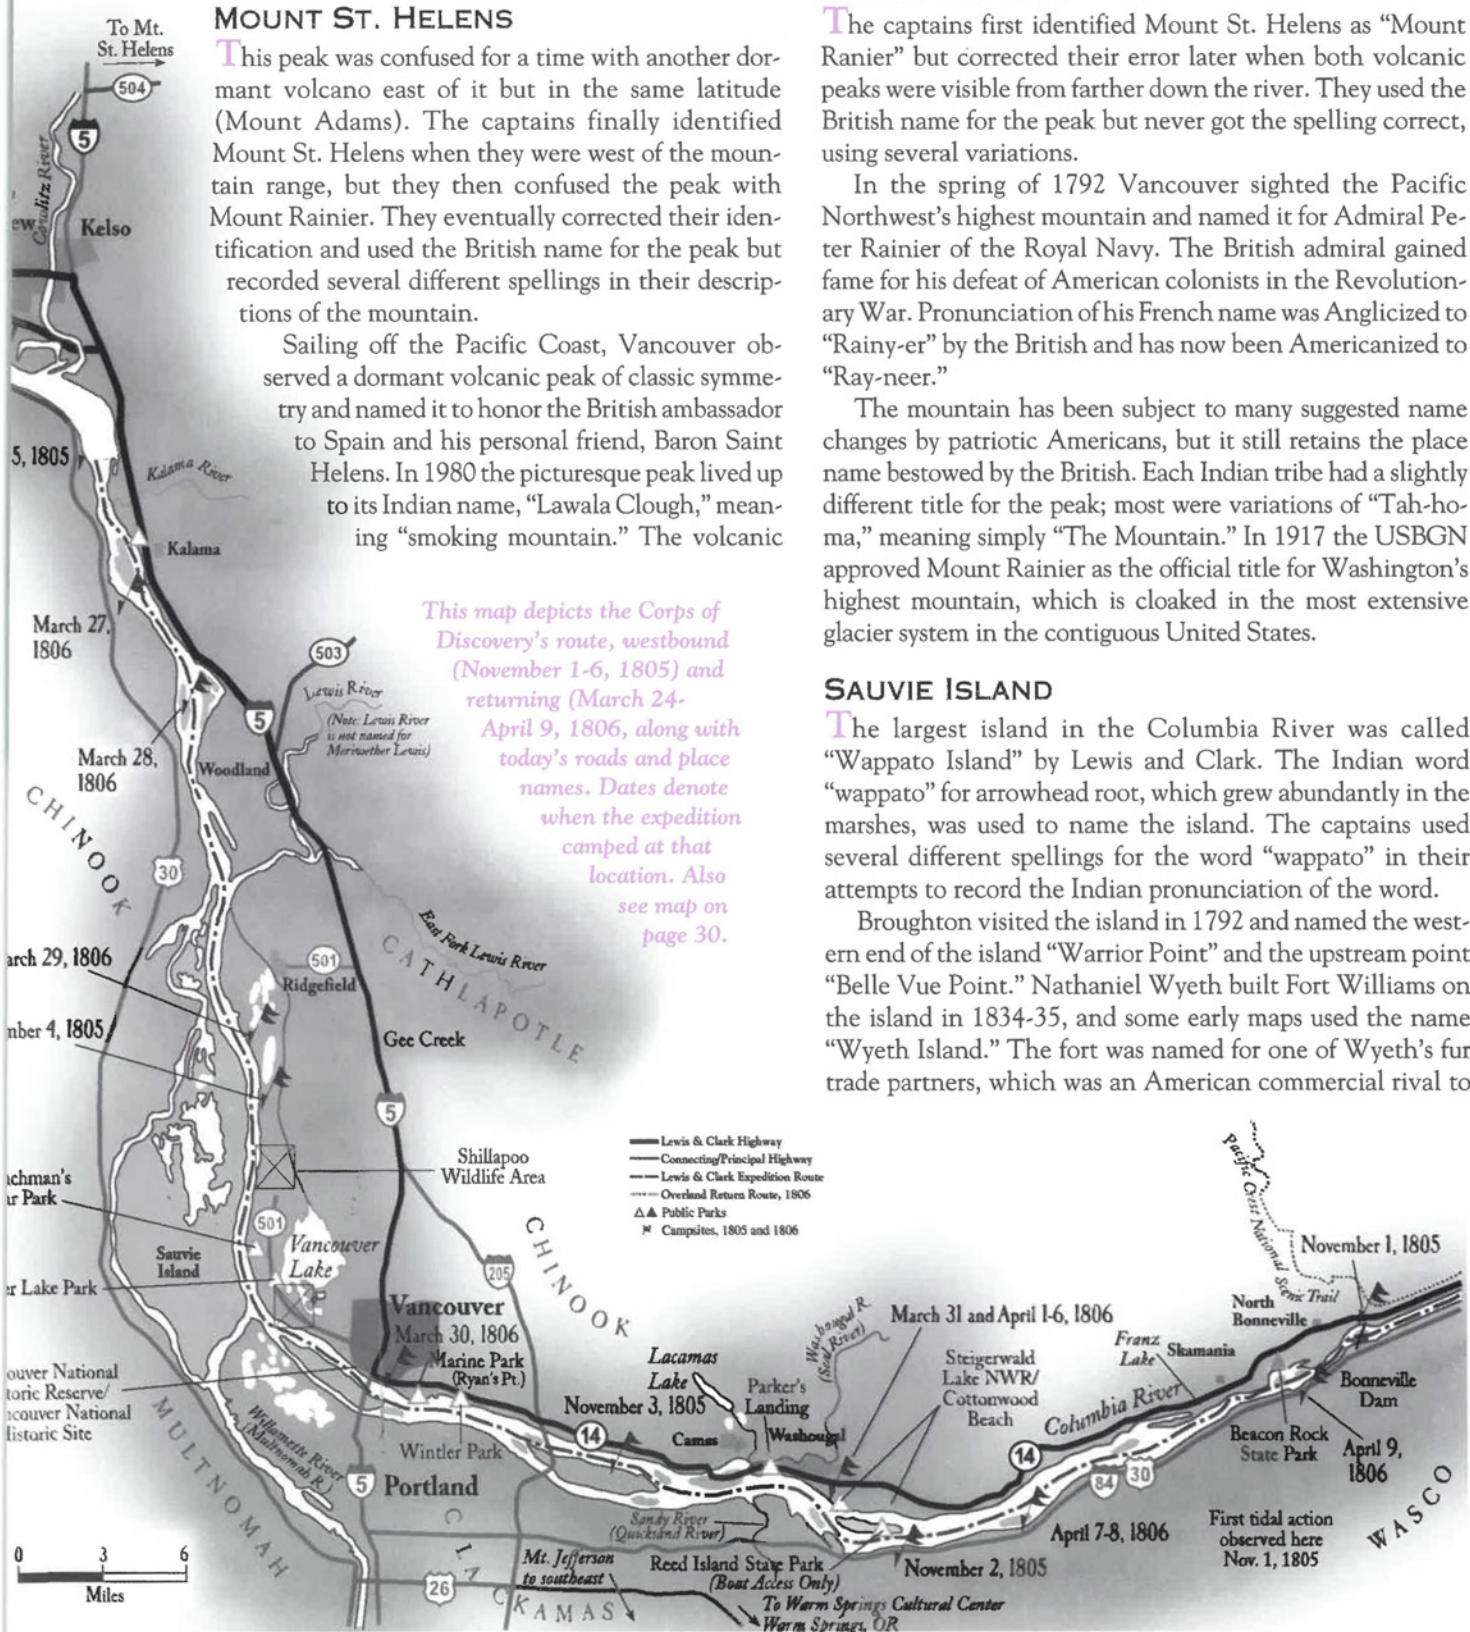 MOUNT ST. HELENS
This peak was confused for a time with another dor-
mant volcano east of it but in the same latitude
(Mount Adams). The captains finally identified
Mount St. Helens when they were west of the moun-
tain range, but they then confused the peak with
Mount Rainier. They eventually corrected their iden-
tification and used the British name for the peak but
recorded several different spellings in their descrip-
tions of the mountain.
Sailing off the Pacific Coast, Vancouver ob-
served a dormant volcanic peak of classic symme-
try and named it to honor the British ambassador
to Spain and his personal friend, Baron Saint
Helens. In 1980 the picturesque peak lived up
to its Indian name, “Lawala Clough,” mean-
ing “smoking mountain.” The volcanic
The captains first identified Mount St. Helens as “Mount
Ranier” but corrected their error later when both volcanic
peaks were visible from farther down the river. They used the
British name for the peak but never got the spelling correct,
using several variations.
In the spring of 1792 Vancouver sighted the Pacific
Northwest’s highest mountain and named it for Admiral Pe-
ter Rainier of the Royal Navy. The British admiral gained
fame for his defeat of American colonists in the Revolution-
ary War. Pronunciation of his French name was Anglicized to
“Rainy-er” by the British and has now been Americanized to
“Ray-neer.”
The mountain has been subject to many suggested name
changes by patriotic Americans, but it still retains the place
name bestowed by the British. Each Indian tribe had a slightly
different title for the peak; most were variations of “Tah-ho-
ma,” meaning simply “The Mountain.” In 1917 the USBGN
approved Mount Rainier as the official title for Washington’s
highest mountain, which is cloaked in the most extensive
glacier system in the contiguous United States.
SAUVIE ISLAND
The largest island in the Columbia River was called
“Wappato Island” by Lewis and Clark. The Indian word
“wappato” for arrowhead root, which grew abundantly in the
marshes, was used to name the island. The captains used
several different spellings for the word “wappato” in their
attempts to record the Indian pronunciation of the word.
Broughton visited the island in 1792 and named the west-
ern end of the island “Warrior Point” and the upstream point
“Belle Vue Point.” Nathaniel Wyeth built Fort Williams on
the island in 1834-35, and some early maps used the name
“Wyeth Island.” The fort was named for one of Wyeth’s fur
trade partners, which was an American commercial rival to
This map depicts the Corps of
Discovery’s route, westbound
(November 1-6, 1805) and
returning (March 24-
April 9, 1806, along with
today’s roads and place
names. Dates denote
when the expedition
camped at that
location. Also
see map on
page 30.
To Mt.
St. Helens
504
5
Cowlitz River
ew
Kelso
5, 1805
Kalama River
Kalama
March 27,
1806
503
Lewis River
(Note: Lewis River
is not named for
Meriwether Lewis)
5
March 28,
1806
Woodland
CHINOOK
30
East Fork Lewis River
CATHLAPOTLE
arch 29, 1806
501
Ridgefield
nber 4, 1805
Gee Creek
5
Shillapoo
Wildlife Area
achman's
ar Park
501
Vancouver
Lake
Sauvie
Island
er Lake Park
205
CHINOOK
Lewis & Clark Highway
Connecting/Principal Highway
Lewis & Clark Expedition Route
Overland Return Route, 1806
Public Parks
Campsites, 1805 and 1806
Vancouver
March 30, 1806
Marine Park
(Ryan's Pt.)
ouver National
toric Reserve/
ncouver National
Historic Site
MULTNOMAH
Willamette River
(Multnomah R.)
Wintler Park
5
Portland
Lacamas
Lake
November 3, 1805
14
Camas
Parker's
Landing
Washougal
Washougal R.
(Seal River)
March 31 and April 1-6, 1806
Steigerwald
Lake NWR/
Cottonwood
Beach
Columbia River
14
Franz
Lake
Skamania
North
Bonneville
Pacific Crest National Scenic Trail
November 1, 1805
Bonneville
Dam
Beacon Rock
State Park
April 9,
1806
84
30
WASCO
First tidal action
observed here
Nov. 1, 1805
April 7-8, 1806
November 2, 1805
Sandy River
(Quicksand River)
Reed Island State Park
(Boat Access Only)
CLACKAMAS
Mt. Jefferson
to southeast
26
To Warm Springs Cultural Center
Warm Springs, OR
0 3 6
Miles